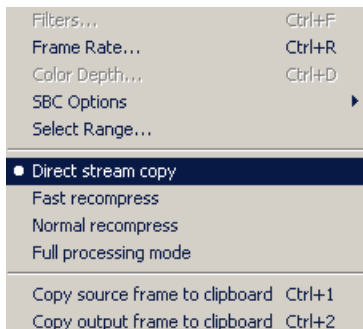 Filters... Ctrl+F
Frame Rate... Ctrl+R
Color Depth... Ctrl+D
SBC Options
Select Range...
Direct stream copy
Fast recompress
Normal recompress
Full processing mode
Copy source frame to clipboard Ctrl+1
Copy output frame to clipboard Ctrl+2